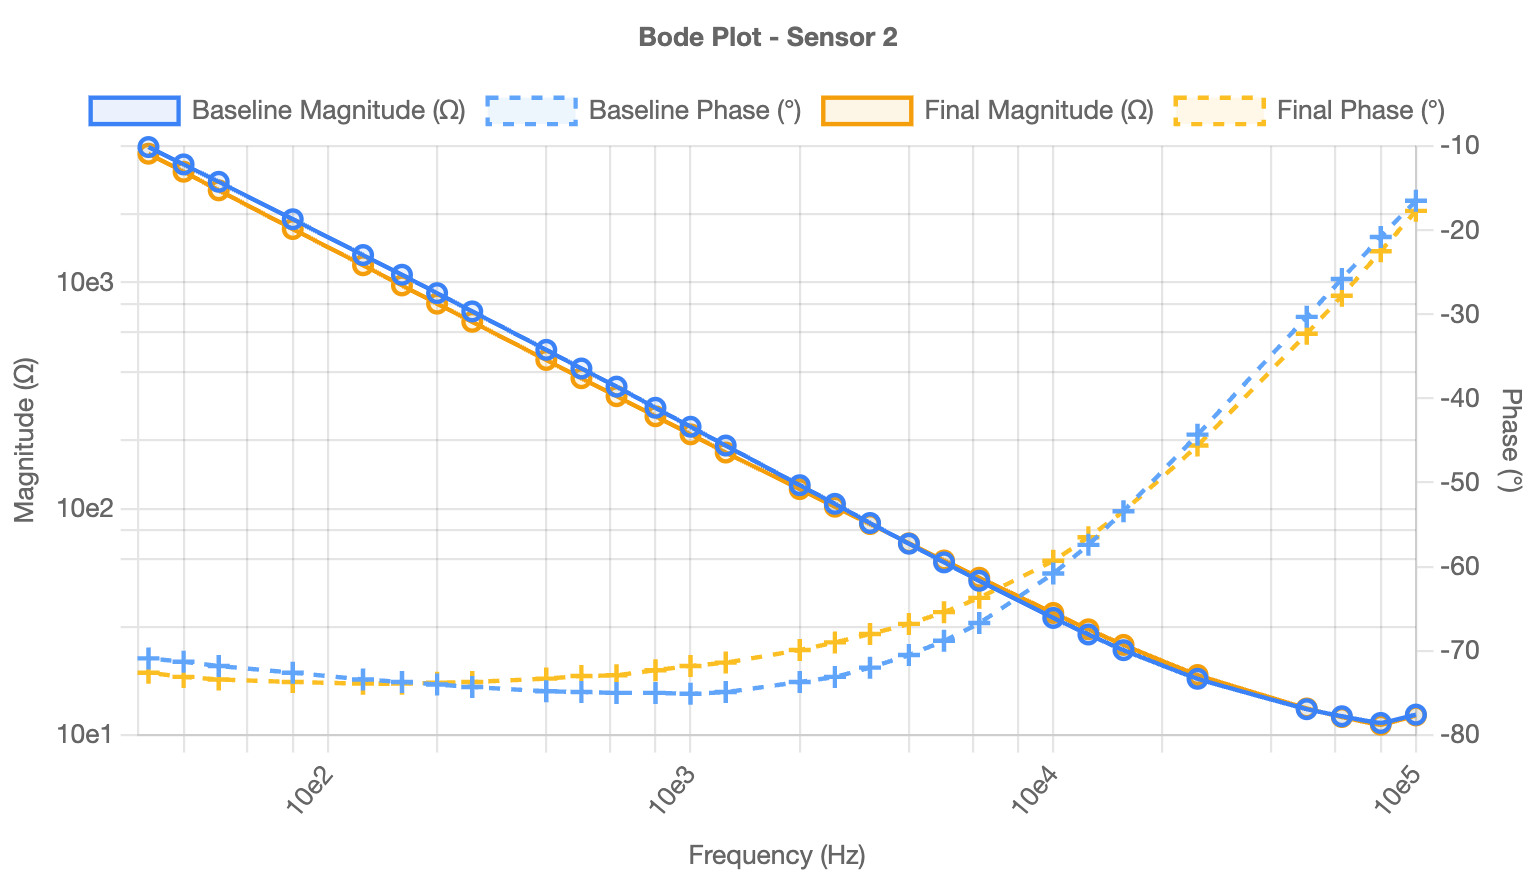 Bode Plot - Sensor 2
Baseline Magnitude (Ω) Baseline Phase (°) Final Magnitude (Ω) Final Phase (°)
Magnitude (Ω)
10e3
10e2
10e1
-10
-20
-30
-40
-50
-60
-70
-80
Phase (°)
10e2 10e3 10e4 10e5
Frequency (Hz)